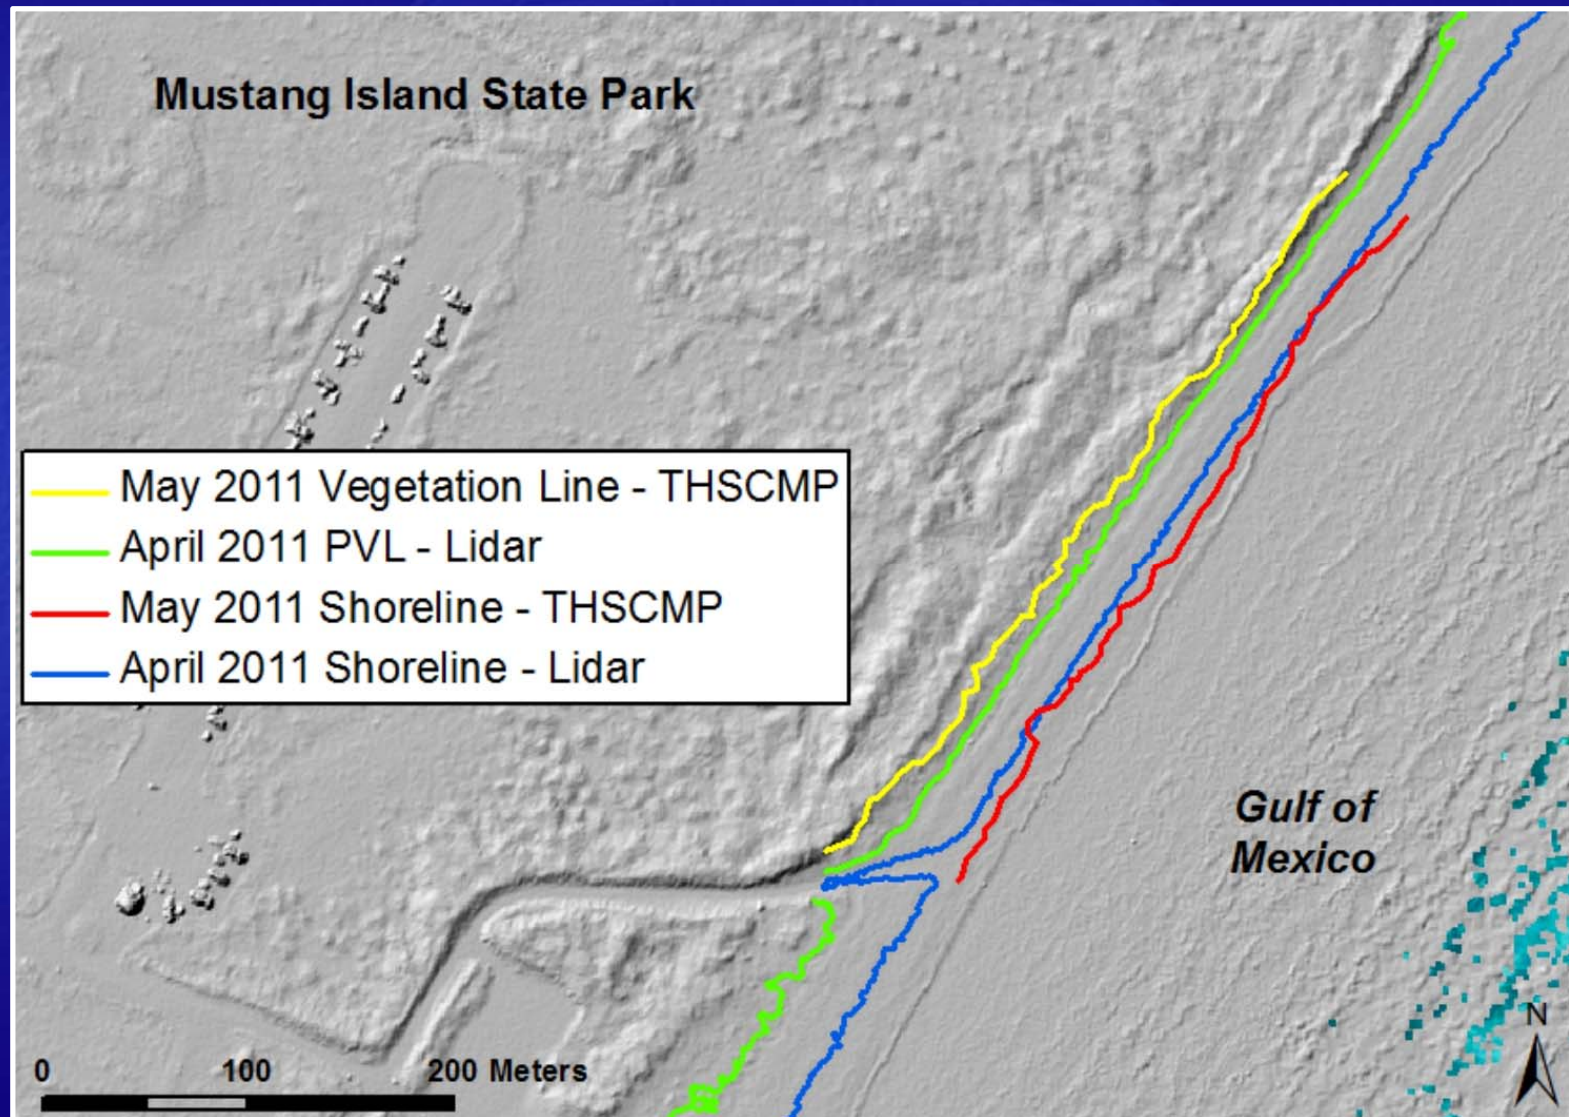 Mustang Island State Park
May 2011 Vegetation Line - THSCMP
April 2011 PVL - Lidar
May 2011 Shoreline - THSCMP
April 2011 Shoreline - Lidar
Gulf of
Mexico
N
0 100 200 Meters